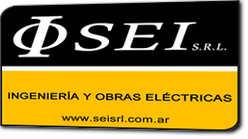 ΦSEI S.R.L.
INGENIERÍA Y OBRAS ELÉCTRICAS
www.seisrl.com.ar